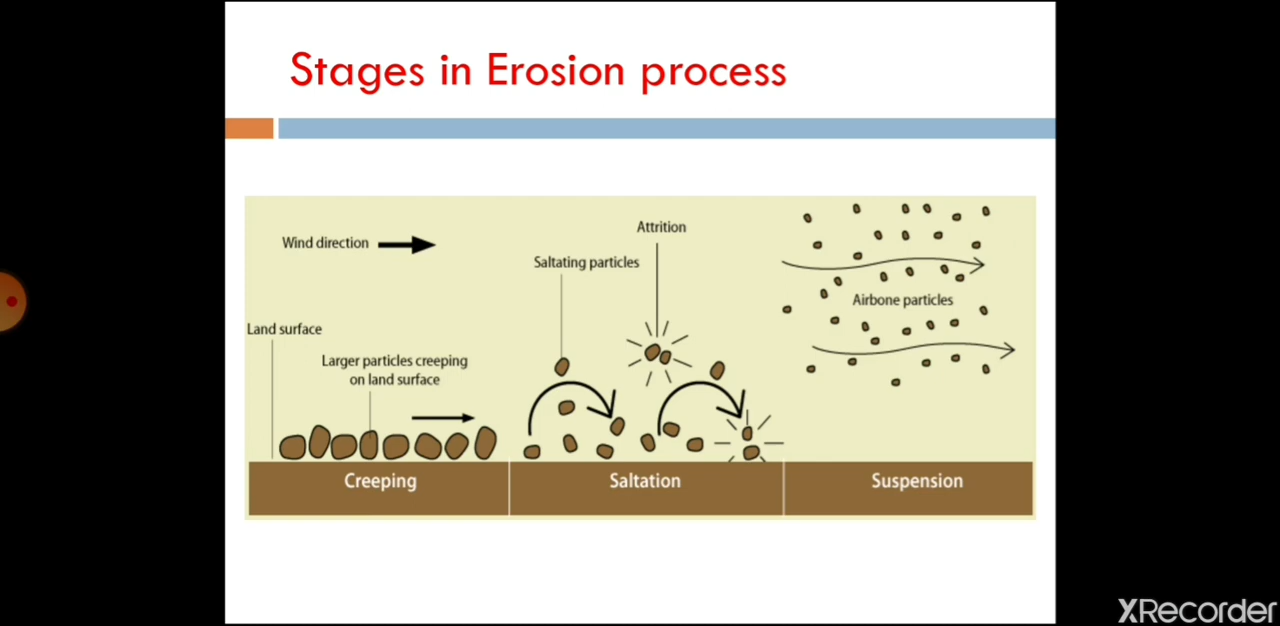 Stages in Erosion process
Wind direction
Attrition
Saltating particles
Land surface
Larger particles creeping
on land surface
Airbone particles
Creeping
Saltation
Suspension
XRecorder